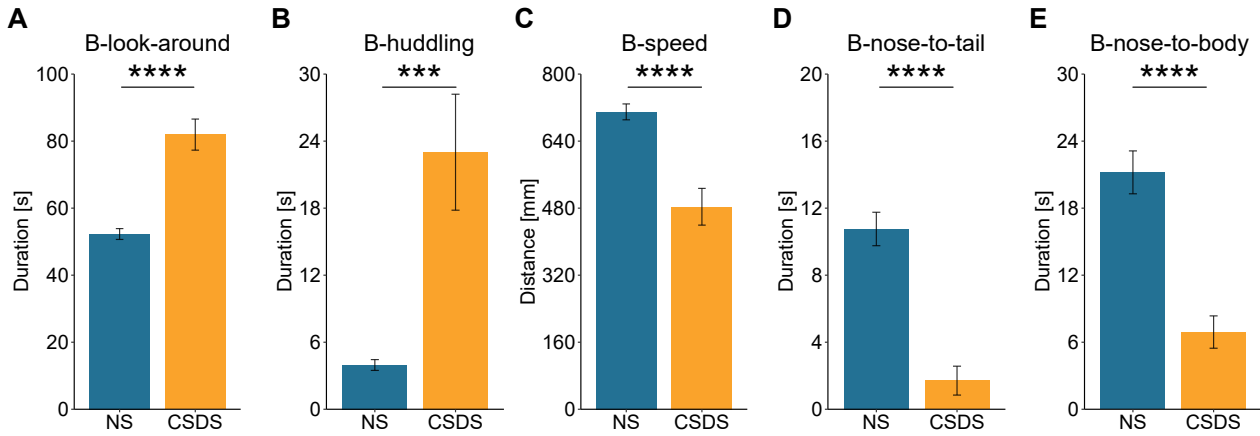 A
B-look-around
****
Duration [s]
100
80
60
40
20
0
NS CSDS
B
B-huddling
***
Duration [s]
30
24
18
12
6
0
NS CSDS
C
B-speed
****
Distance [mm]
800
640
480
320
160
0
NS CSDS
D
B-nose-to-tail
****
Duration [s]
20
16
12
8
4
0
NS CSDS
E
B-nose-to-body
****
Duration [s]
30
24
18
12
6
0
NS CSDS